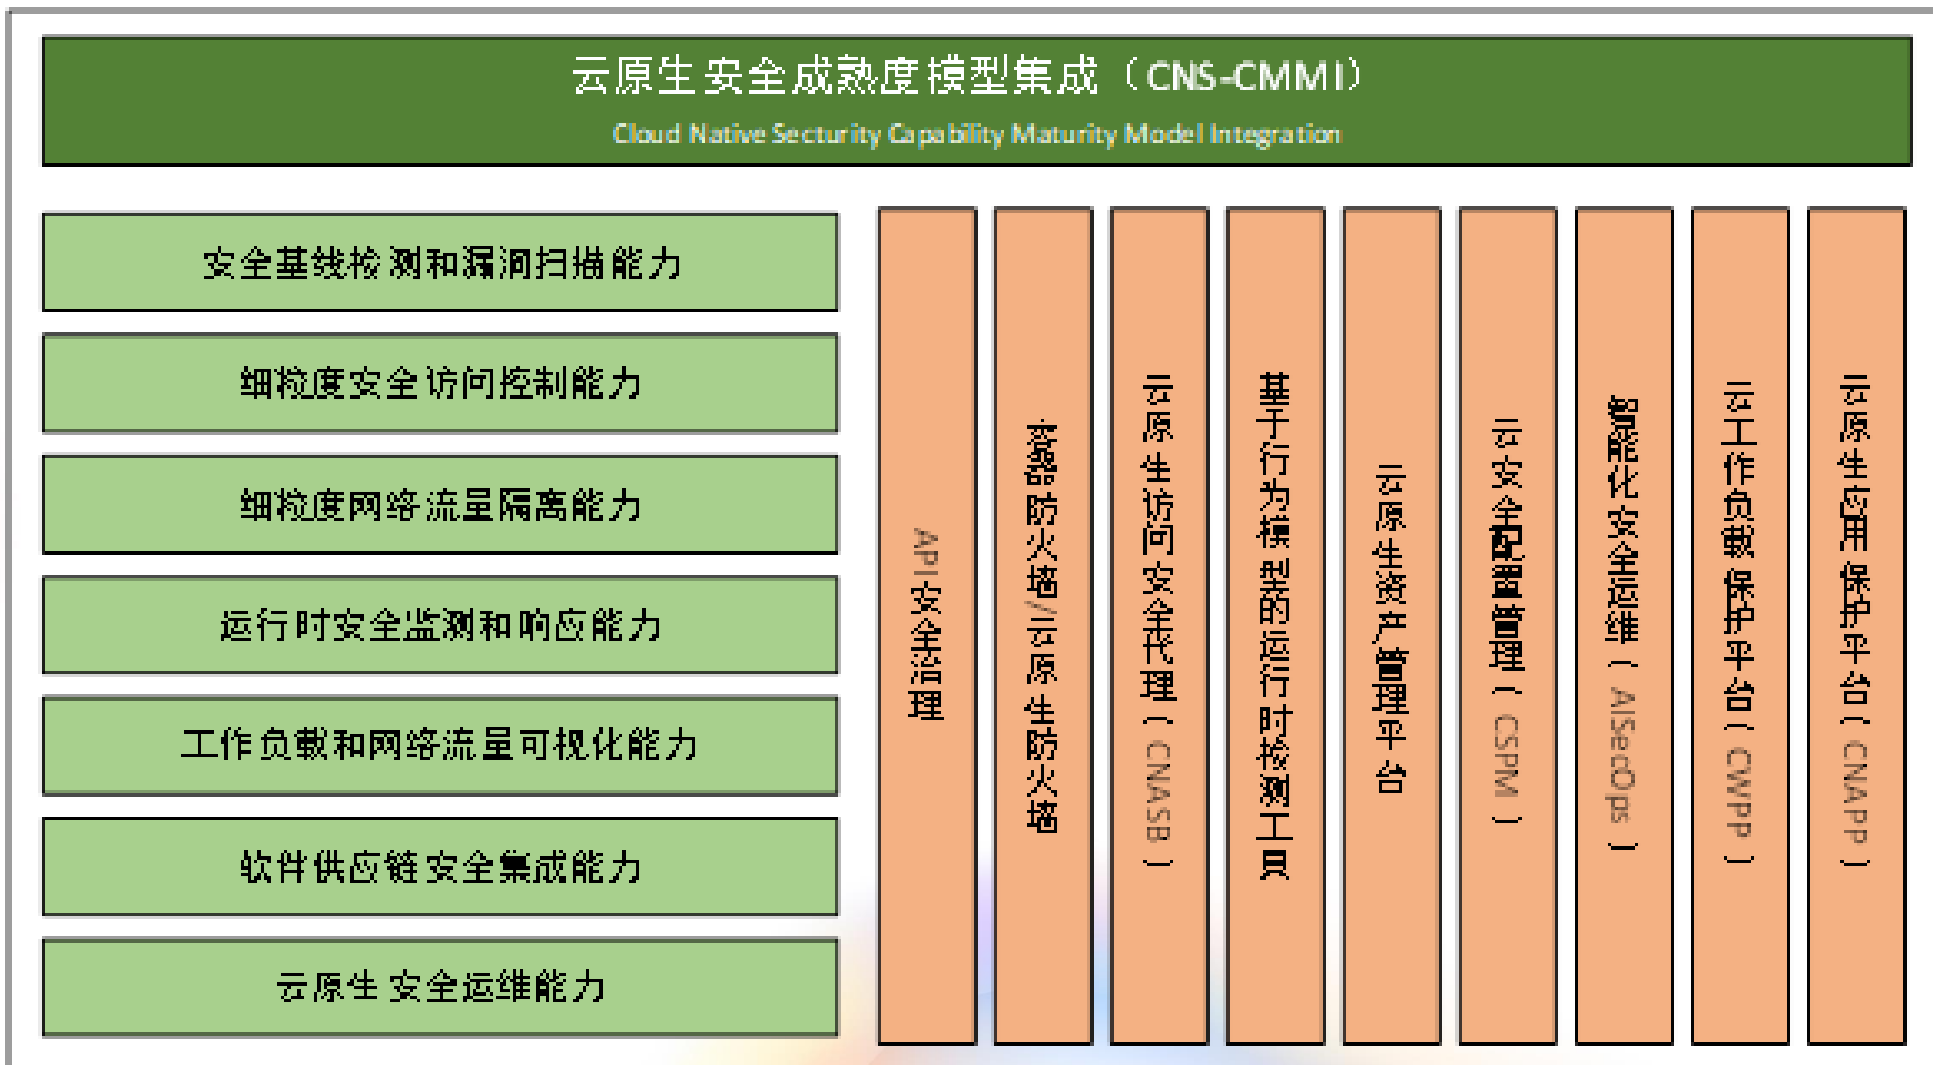 云原生安全成熟度模型集成（CNS-CMMI）
Cloud Native Secturity Capability Maturity Model Integration
安全基线检测和漏洞扫描能力
细粒度安全访问控制能力
细粒度网络流量隔离能力
运行时安全监测和响应能力
工作负载和网络流量可视化能力
软件供应链安全集成能力
云原生安全运维能力
API安全治理
容器防火墙/云原生防火墙
云原生访问安全代理（CNASB）
基于行为模型的运行时检测工具
云原生资产管理平台
云安全配置管理（CSPM）
智能化安全运维（AISecOps）
云工作负载保护平台（CWPP）
云原生应用保护平台（CNAPP）